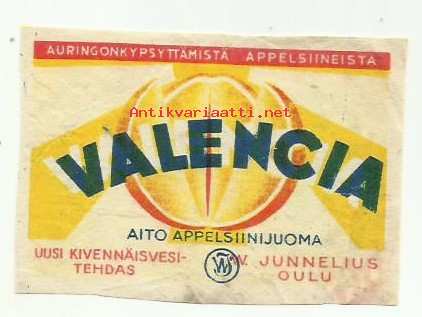 AURINGONKYPSYTTÄMISTÄ APPELSIINEISTA
Antikvariaatti.net
VALENCIA
AITO APPELSIINIJUOMA
UUSI KIVENNÄISVESI-
TEHDAS
W. JUNNELIUS
OULU